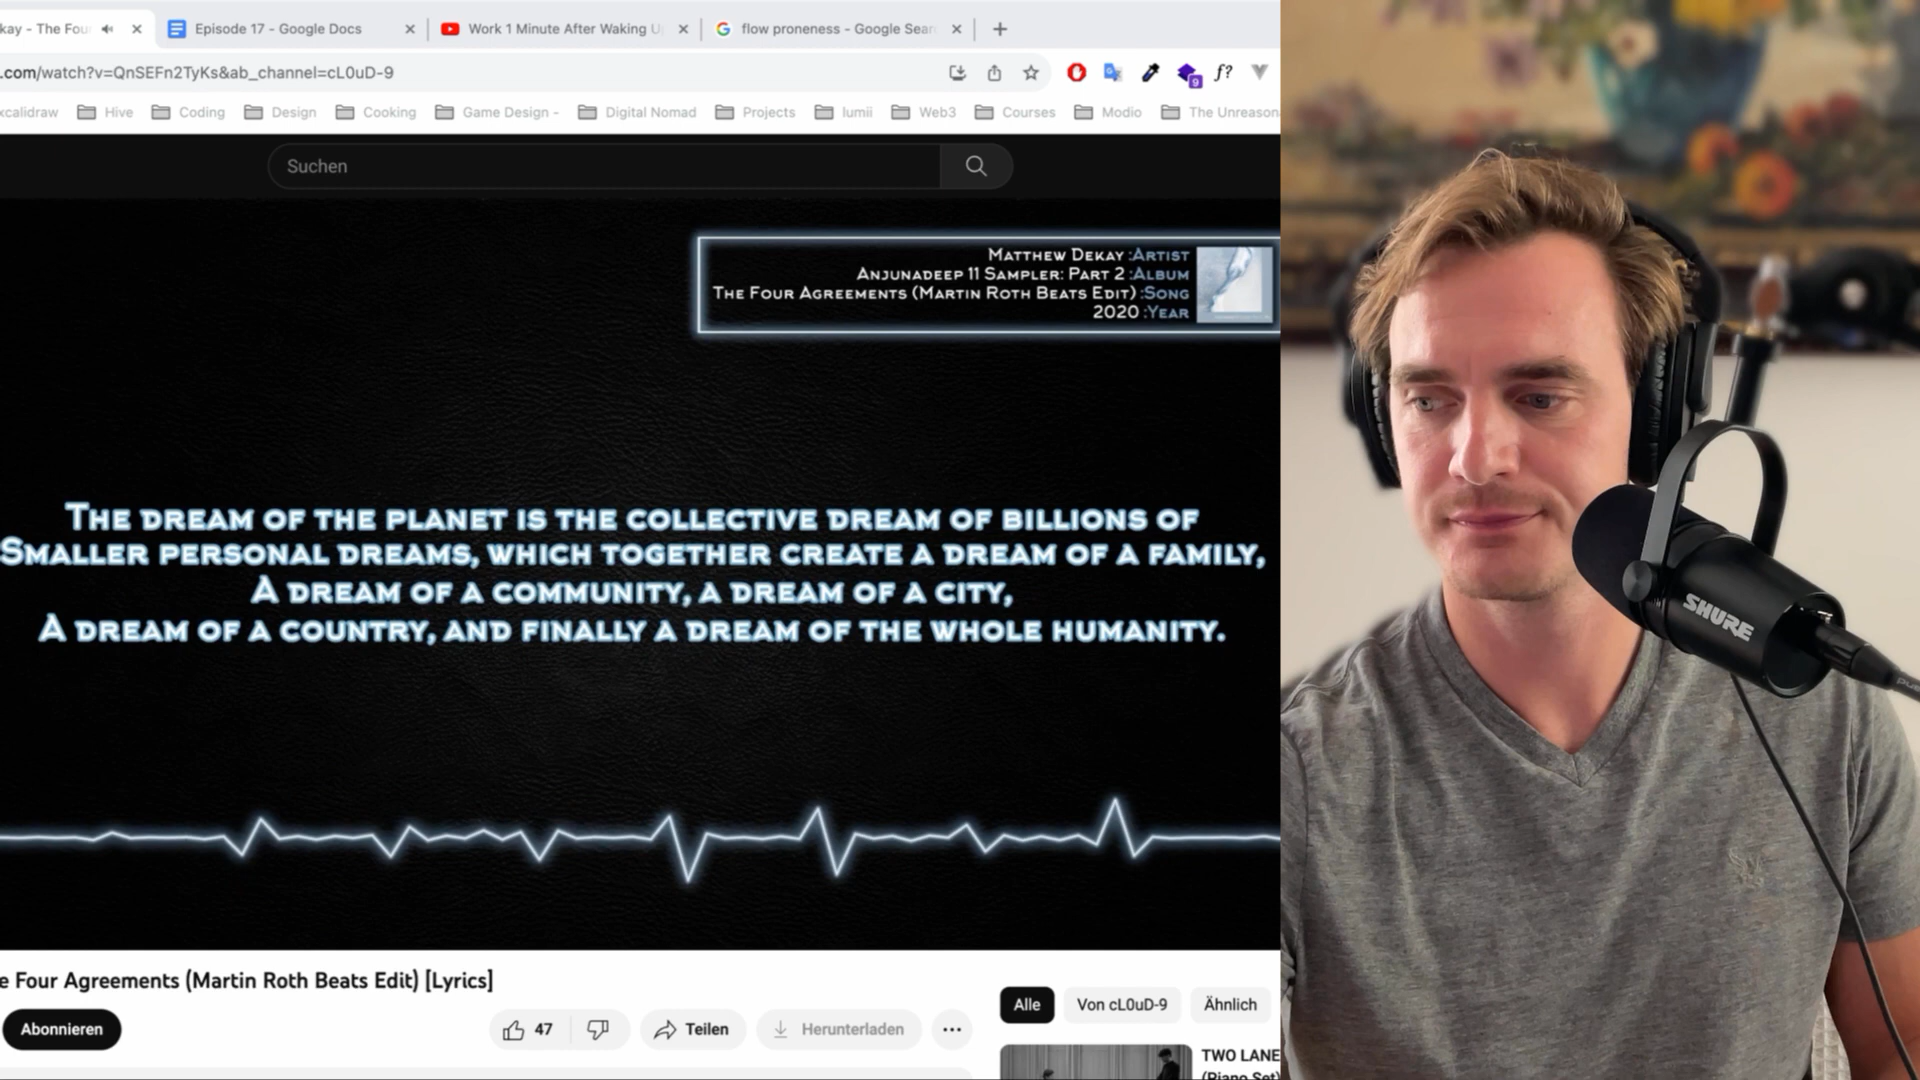 kay - The Fou
Episode 17 - Google Docs
Work 1 Minute After Waking U
flow proneness - Google Sear
.com/watch?v=QnSEFn2TyKs&ab_channel=cL0uD-9
9
f?
xcalidraw
Hive
Coding
Design
Cooking
Game Design -
Digital Nomad
Projects
lumii
Web3
Courses
Modio
The Unreason
Suchen
Matthew Dekay :Artist
Anjunadeep 11 Sampler: Part 2 :Album
The Four Agreements (Martin Roth Beats Edit) :Song
2020 :Year
The dream of the planet is the collective dream of billions of
Smaller personal dreams, which together create a dream of a family,
A dream of a community, a dream of a city,
A dream of a country, and finally a dream of the whole humanity.
SHURE
e Four Agreements (Martin Roth Beats Edit) [Lyrics]
Abonnieren
47
Teilen
Herunterladen
Alle
Von cL0uD-9
Ähnlich
TWO LANE
(Piano Set)